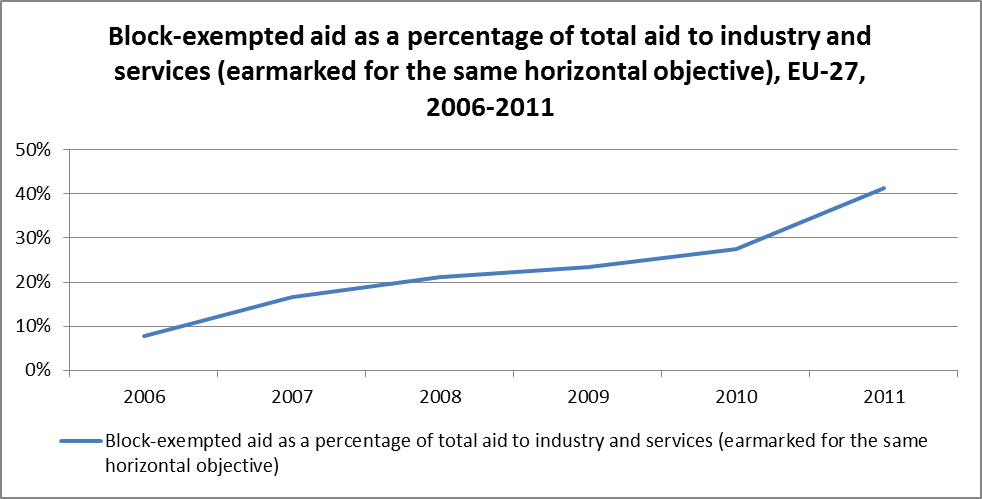 Block-exempted aid as a percentage of total aid to industry and
services (earmarked for the same horizontal objective), EU-27,
2006-2011
50%
40%
30%
20%
10%
0%
2006 2007 2008 2009 2010 2011
Block-exempted aid as a percentage of total aid to industry and services (earmarked for the same
horizontal objective)